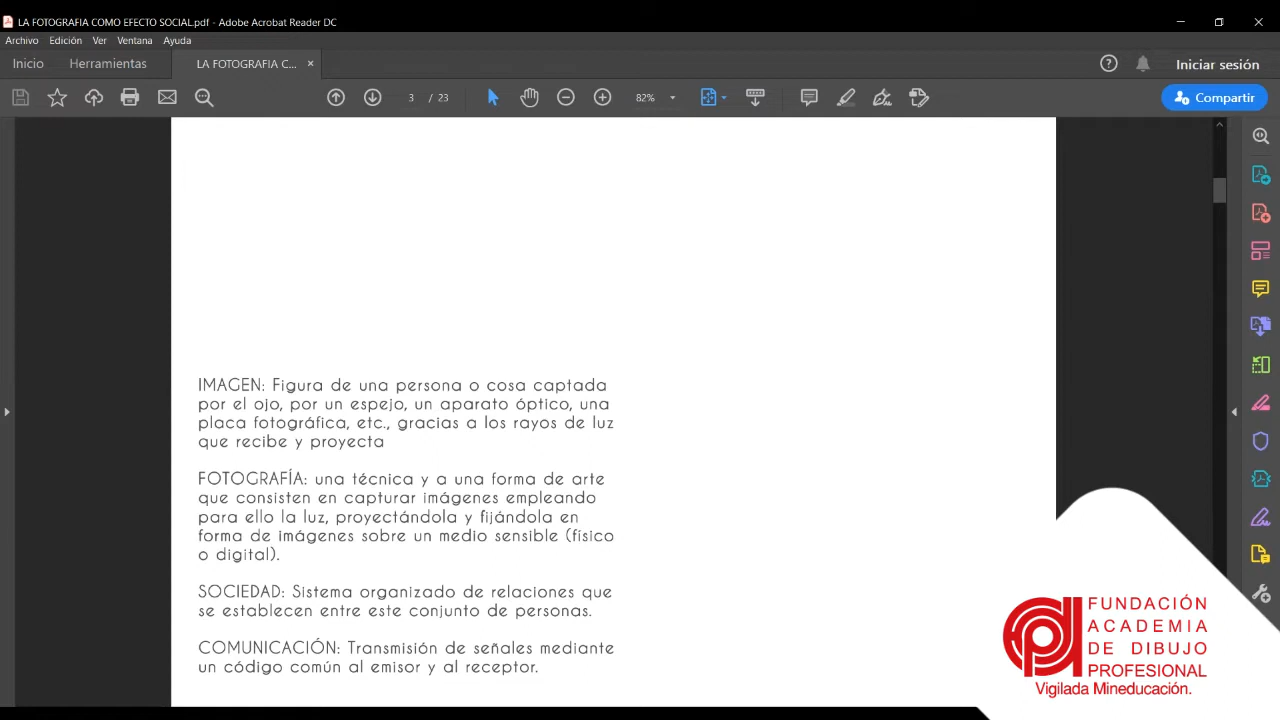 LA FOTOGRAFIA COMO EFECTO SOCIAL.pdf - Adobe Acrobat Reader DC
Archivo Edición Ver Ventana Ayuda
Inicio Herramientas LA FOTOGRAFIA C... × Iniciar sesión
3 / 23 82% Compartir
IMAGEN: Figura de una persona o cosa captada
por el ojo, por un espejo, un aparato óptico, una
placa fotográfica, etc., gracias a los rayos de luz
que recibe y proyecta
FOTOGRAFÍA: una técnica y a una forma de arte
que consisten en capturar imágenes empleando
para ello la luz, proyectándola y fijándola en
forma de imágenes sobre un medio sensible (físico
o digital).
SOCIEDAD: Sistema organizado de relaciones que
se establecen entre este conjunto de personas.
COMUNICACIÓN: Transmisión de señales mediante
un código común al emisor y al receptor.
FUNDACIÓN
ACADEMIA
DE DIBUJO
PROFESIONAL
Vigilada Mineducación.